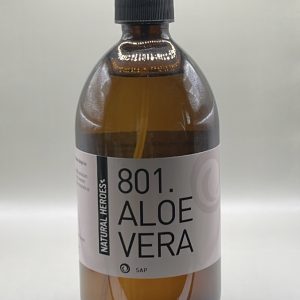 NATURAL HEROES
801.
ALOE
VERA
SAP